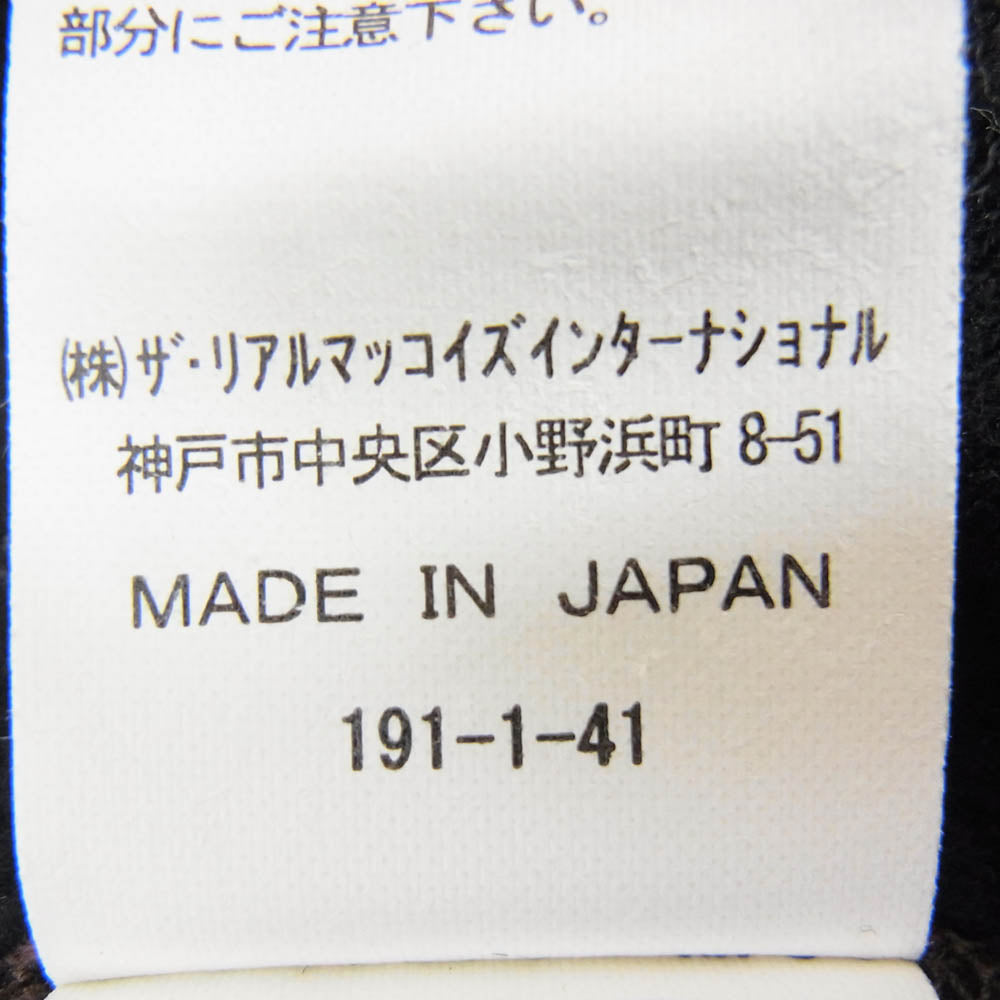 部分にご注意下さい。
(株)ザ・リアルマッコイズインターナショナル
神戸市中央区小野浜町 8-51
MADE IN JAPAN
191-1-41